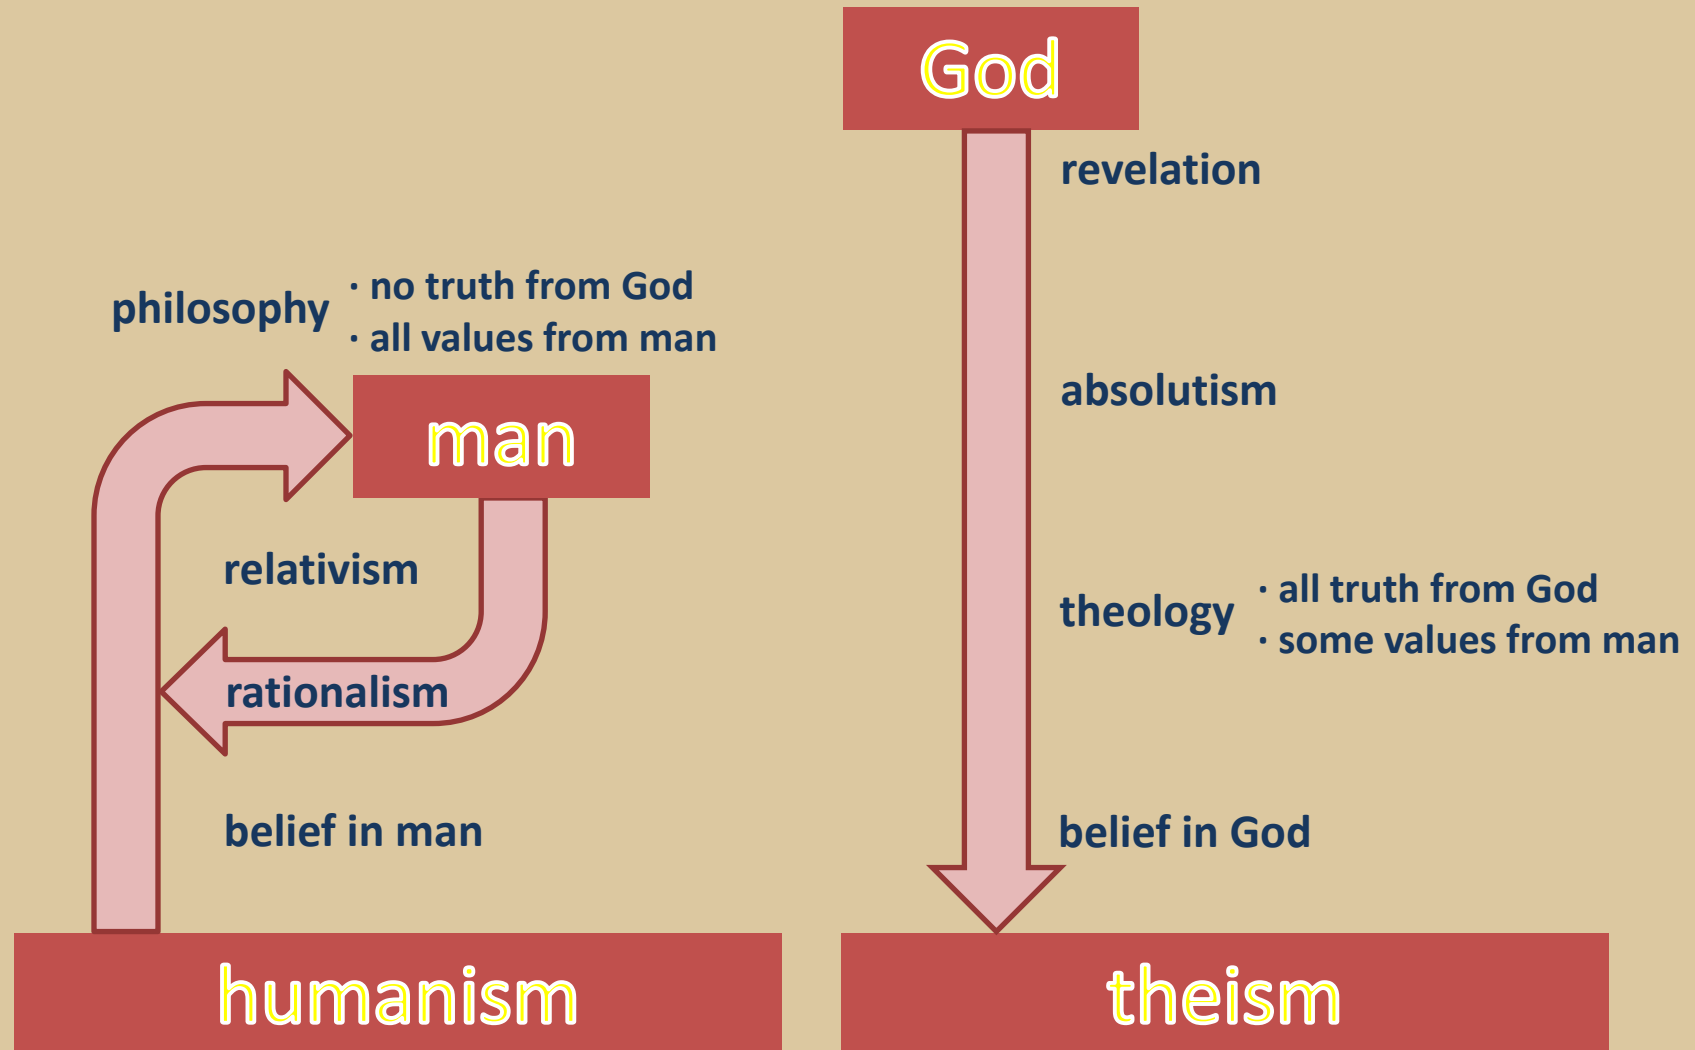 philosophy
· no truth from God
· all values from man
man
relativism
rationalism
belief in man
humanism
God
revelation
absolutism
theology
· all truth from God
· some values from man
belief in God
theism